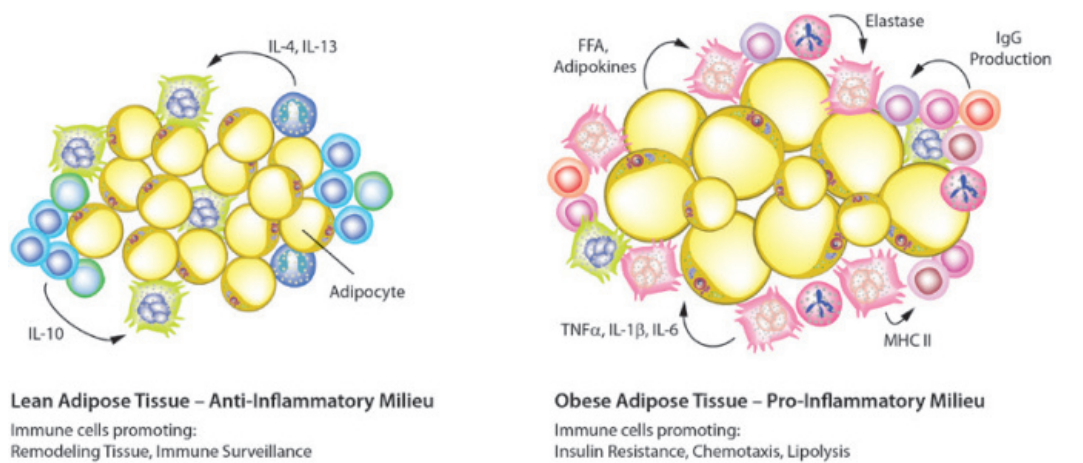 IL-4, IL-13
Adipocyte
IL-10
Lean Adipose Tissue – Anti-Inflammatory Milieu
Immune cells promoting:
Remodeling Tissue, Immune Surveillance
FFA,
Adipokines
Elastase
IgG
Production
TNFα, IL-1β, IL-6
MHC II
Obese Adipose Tissue – Pro-Inflammatory Milieu
Immune cells promoting:
Insulin Resistance, Chemotaxis, Lipolysis